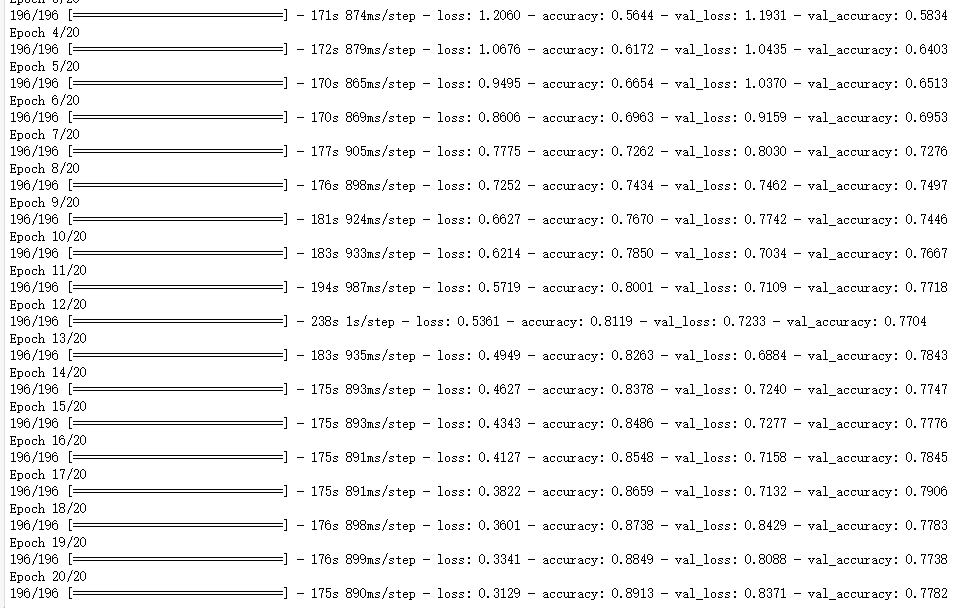 196/196 [==============================] - 171s 874ms/step - loss: 1.2060 - accuracy: 0.5644 - val_loss: 1.1931 - val_accuracy: 0.5834
Epoch 4/20
196/196 [==============================] - 172s 879ms/step - loss: 1.0676 - accuracy: 0.6172 - val_loss: 1.0435 - val_accuracy: 0.6403
Epoch 5/20
196/196 [==============================] - 170s 865ms/step - loss: 0.9495 - accuracy: 0.6654 - val_loss: 1.0370 - val_accuracy: 0.6513
Epoch 6/20
196/196 [==============================] - 170s 869ms/step - loss: 0.8606 - accuracy: 0.6963 - val_loss: 0.9159 - val_accuracy: 0.6953
Epoch 7/20
196/196 [==============================] - 177s 905ms/step - loss: 0.7775 - accuracy: 0.7262 - val_loss: 0.8030 - val_accuracy: 0.7276
Epoch 8/20
196/196 [==============================] - 176s 898ms/step - loss: 0.7252 - accuracy: 0.7434 - val_loss: 0.7462 - val_accuracy: 0.7497
Epoch 9/20
196/196 [==============================] - 181s 924ms/step - loss: 0.6627 - accuracy: 0.7670 - val_loss: 0.7742 - val_accuracy: 0.7446
Epoch 10/20
196/196 [==============================] - 183s 933ms/step - loss: 0.6214 - accuracy: 0.7850 - val_loss: 0.7034 - val_accuracy: 0.7667
Epoch 11/20
196/196 [==============================] - 194s 987ms/step - loss: 0.5719 - accuracy: 0.8001 - val_loss: 0.7109 - val_accuracy: 0.7718
Epoch 12/20
196/196 [==============================] - 238s 1s/step - loss: 0.5361 - accuracy: 0.8119 - val_loss: 0.7233 - val_accuracy: 0.7704
Epoch 13/20
196/196 [==============================] - 183s 935ms/step - loss: 0.4949 - accuracy: 0.8263 - val_loss: 0.6884 - val_accuracy: 0.7843
Epoch 14/20
196/196 [==============================] - 175s 893ms/step - loss: 0.4627 - accuracy: 0.8378 - val_loss: 0.7240 - val_accuracy: 0.7747
Epoch 15/20
196/196 [==============================] - 175s 893ms/step - loss: 0.4343 - accuracy: 0.8486 - val_loss: 0.7277 - val_accuracy: 0.7776
Epoch 16/20
196/196 [==============================] - 175s 891ms/step - loss: 0.4127 - accuracy: 0.8548 - val_loss: 0.7158 - val_accuracy: 0.7845
Epoch 17/20
196/196 [==============================] - 175s 891ms/step - loss: 0.3822 - accuracy: 0.8659 - val_loss: 0.7132 - val_accuracy: 0.7906
Epoch 18/20
196/196 [==============================] - 176s 898ms/step - loss: 0.3601 - accuracy: 0.8738 - val_loss: 0.8429 - val_accuracy: 0.7783
Epoch 19/20
196/196 [==============================] - 176s 899ms/step - loss: 0.3341 - accuracy: 0.8849 - val_loss: 0.8088 - val_accuracy: 0.7738
Epoch 20/20
196/196 [==============================] - 175s 890ms/step - loss: 0.3129 - accuracy: 0.8913 - val_loss: 0.8371 - val_accuracy: 0.7782